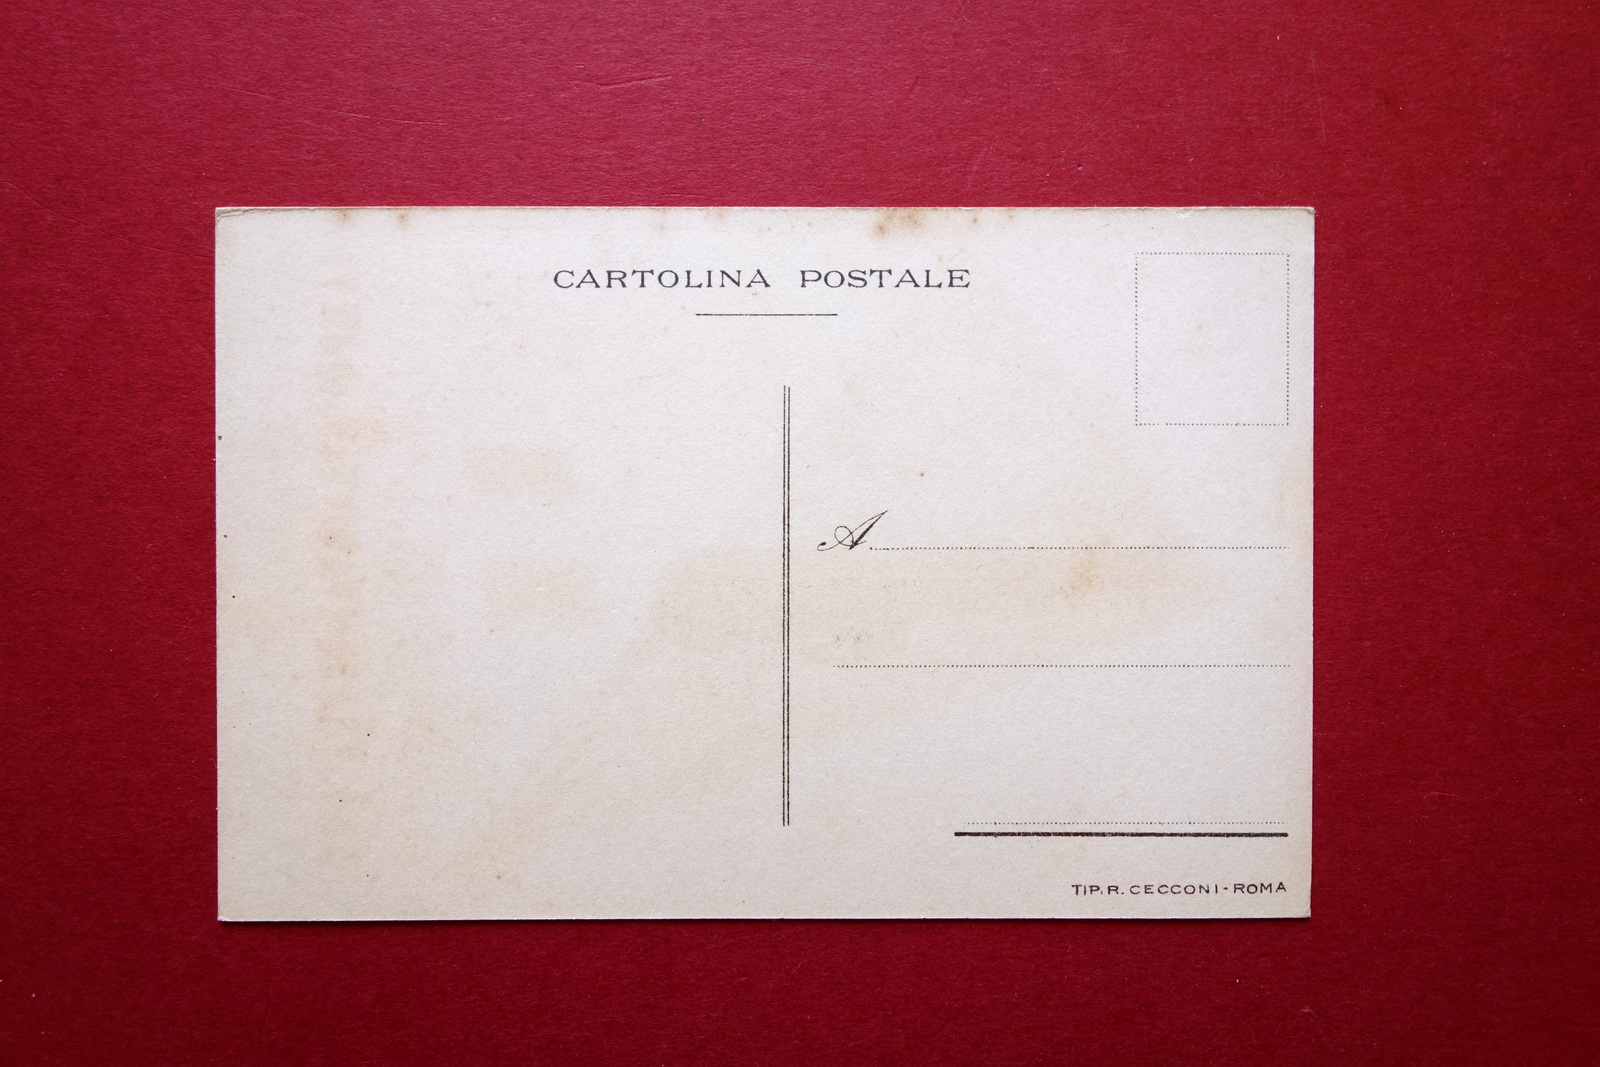 CARTOLINA POSTALE
A
TIP. R. CECCONI - ROMA